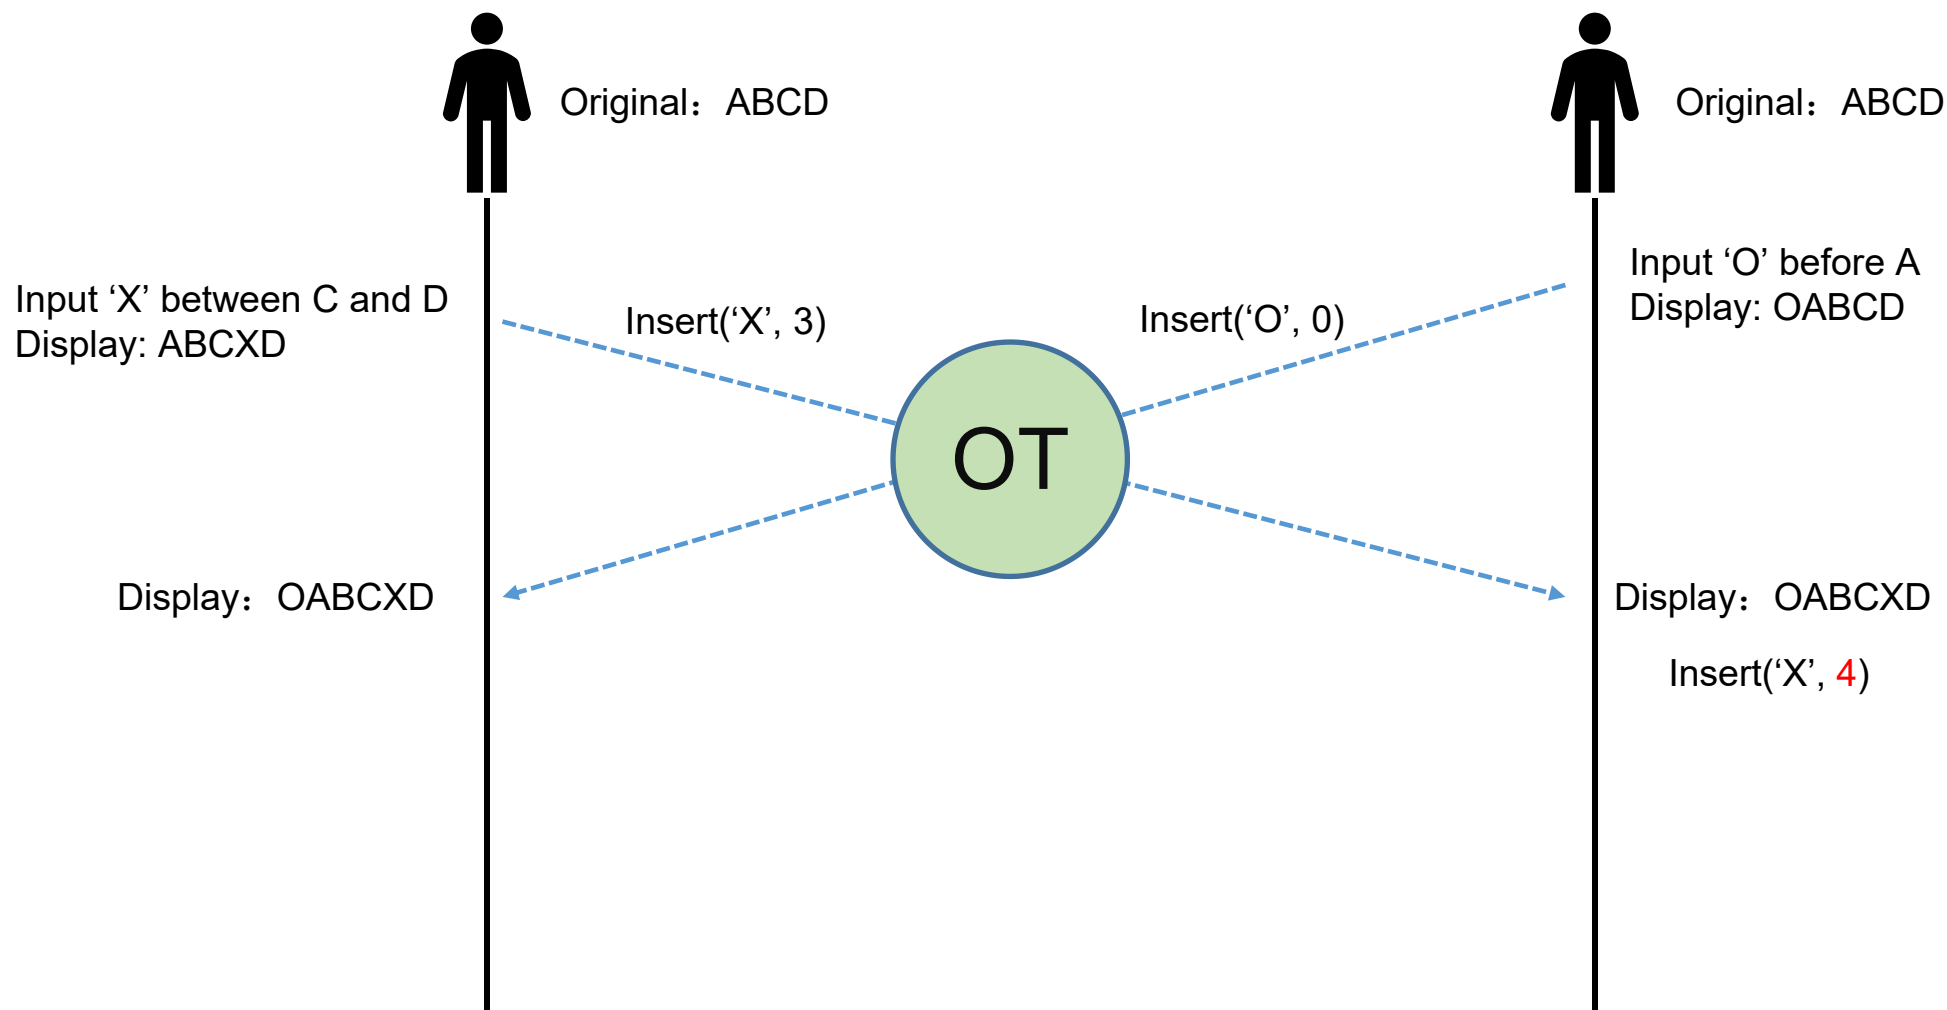 Original：ABCD
Original：ABCD
Input ‘X’ between C and D
Display: ABCXD
Insert(‘X’, 3)
Insert(‘O’, 0)
Input ‘O’ before A
Display: OABCD
OT
Display：OABCXD
Display：OABCXD
Insert(‘X’, 4)